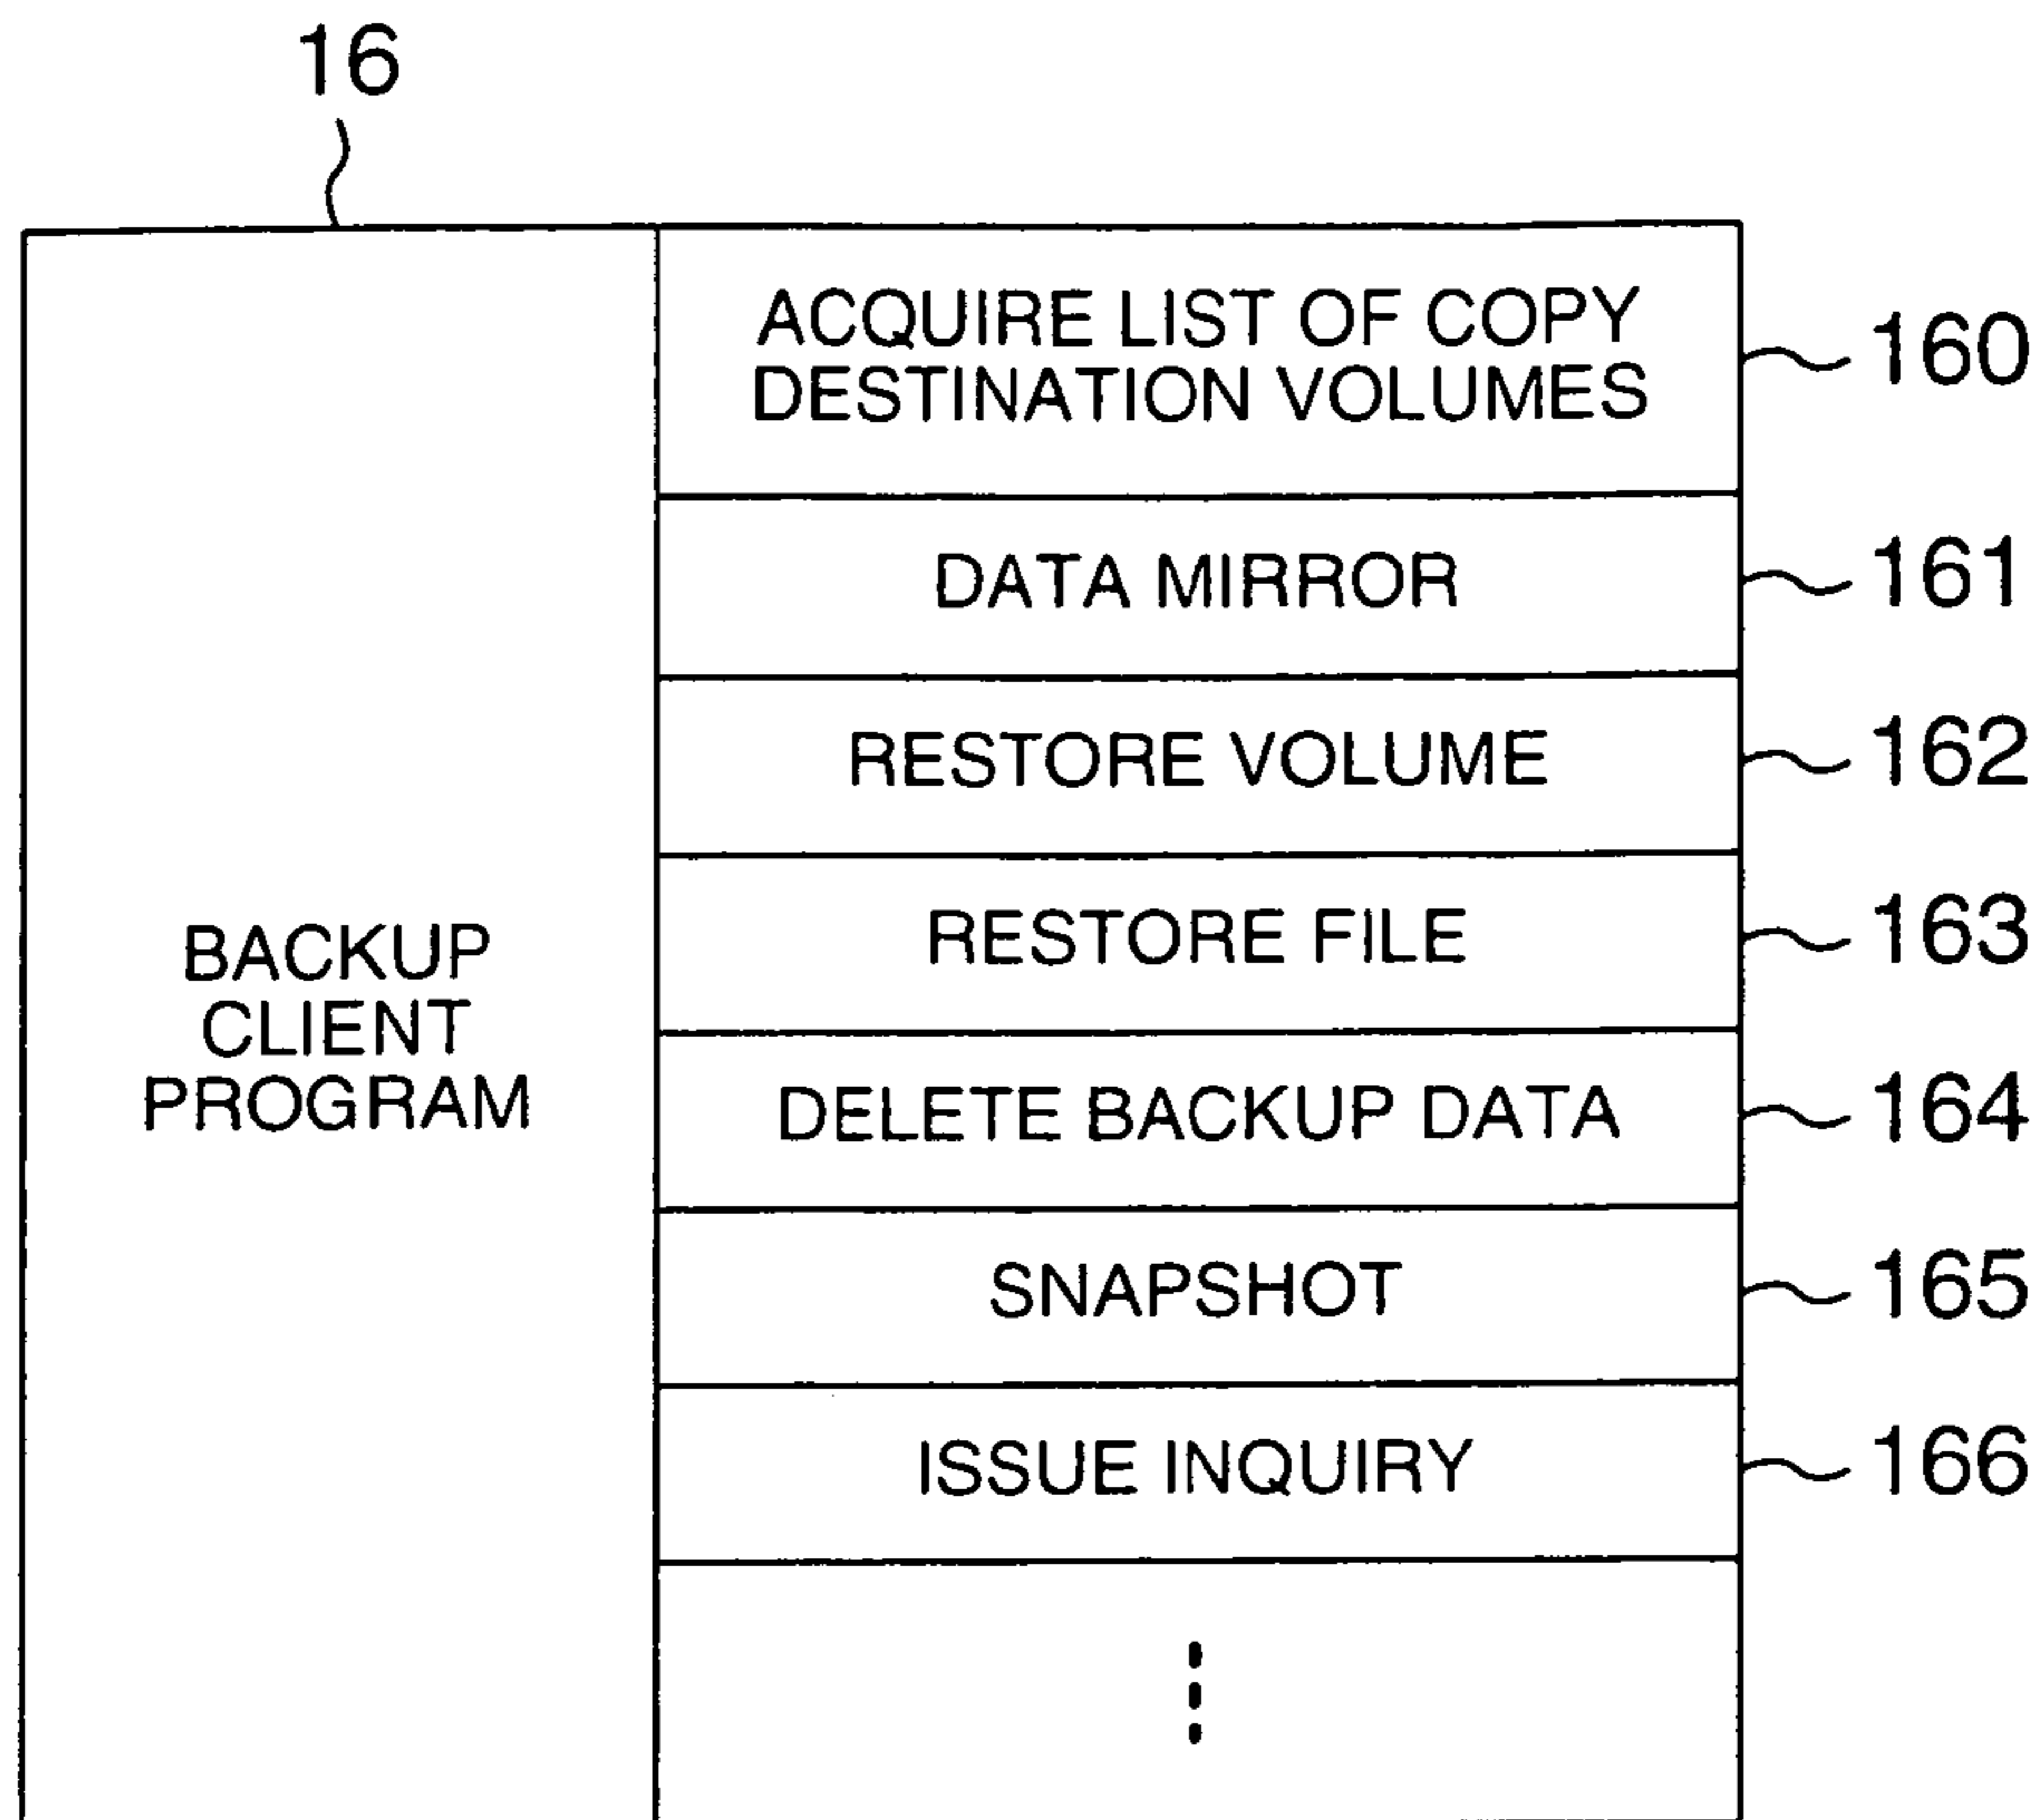 16
ACQUIRE LIST OF COPY
DESTINATION VOLUMES
160
DATA MIRROR
161
RESTORE VOLUME
162
RESTORE FILE
163
BACKUP
CLIENT
PROGRAM
DELETE BACKUP DATA
164
SNAPSHOT
165
ISSUE INQUIRY
166